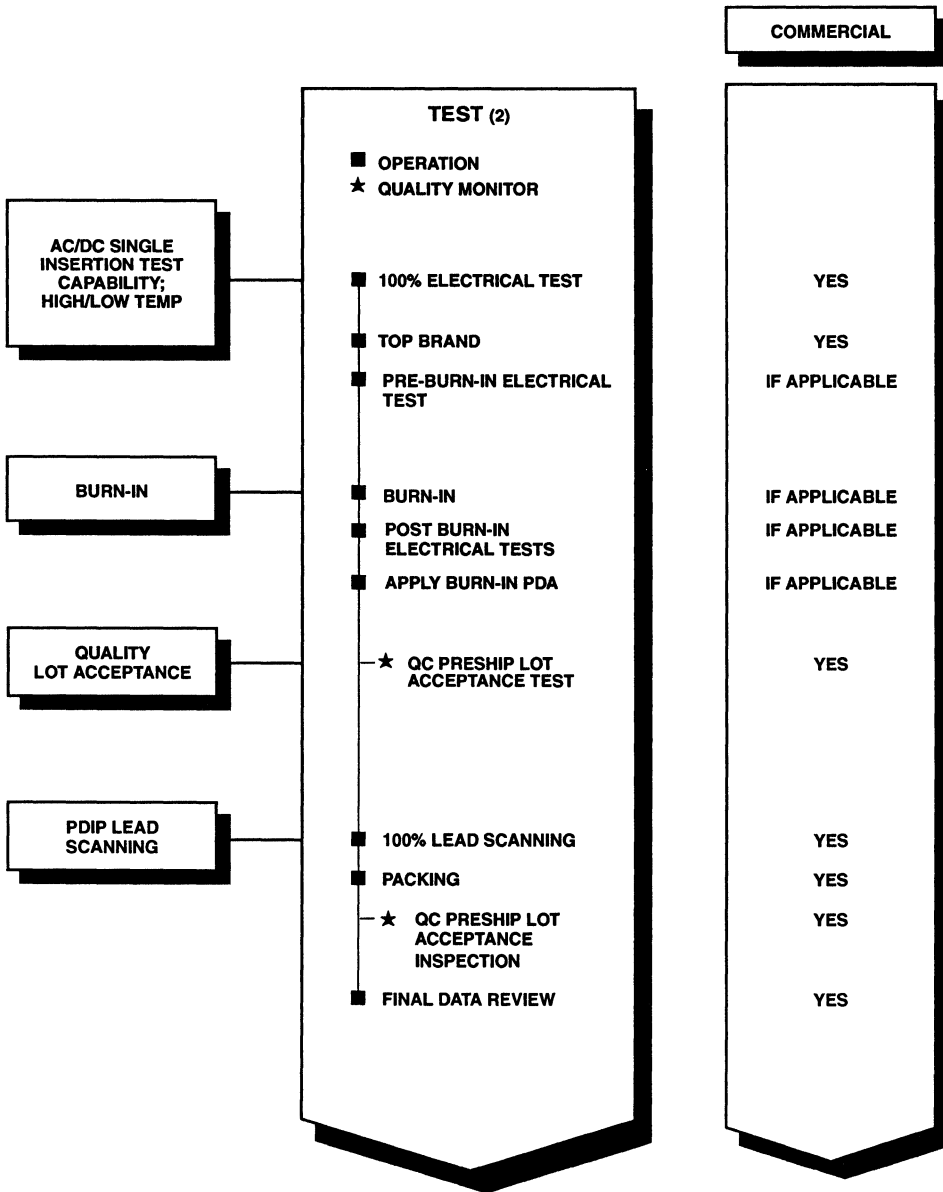 COMMERCIAL
TEST (2)
■ OPERATION
★ QUALITY MONITOR
AC/DC SINGLE
INSERTION TEST
CAPABILITY;
HIGH/LOW TEMP
100% ELECTRICAL TEST
YES
TOP BRAND
YES
PRE-BURN-IN ELECTRICAL
TEST
IF APPLICABLE
BURN-IN
BURN-IN
IF APPLICABLE
POST BURN-IN
ELECTRICAL TESTS
IF APPLICABLE
APPLY BURN-IN PDA
IF APPLICABLE
QUALITY
LOT ACCEPTANCE
★ QC PRESHIP LOT
ACCEPTANCE TEST
YES
PDIP LEAD
SCANNING
100% LEAD SCANNING
YES
PACKING
YES
★ QC PRESHIP LOT
ACCEPTANCE
INSPECTION
YES
FINAL DATA REVIEW
YES